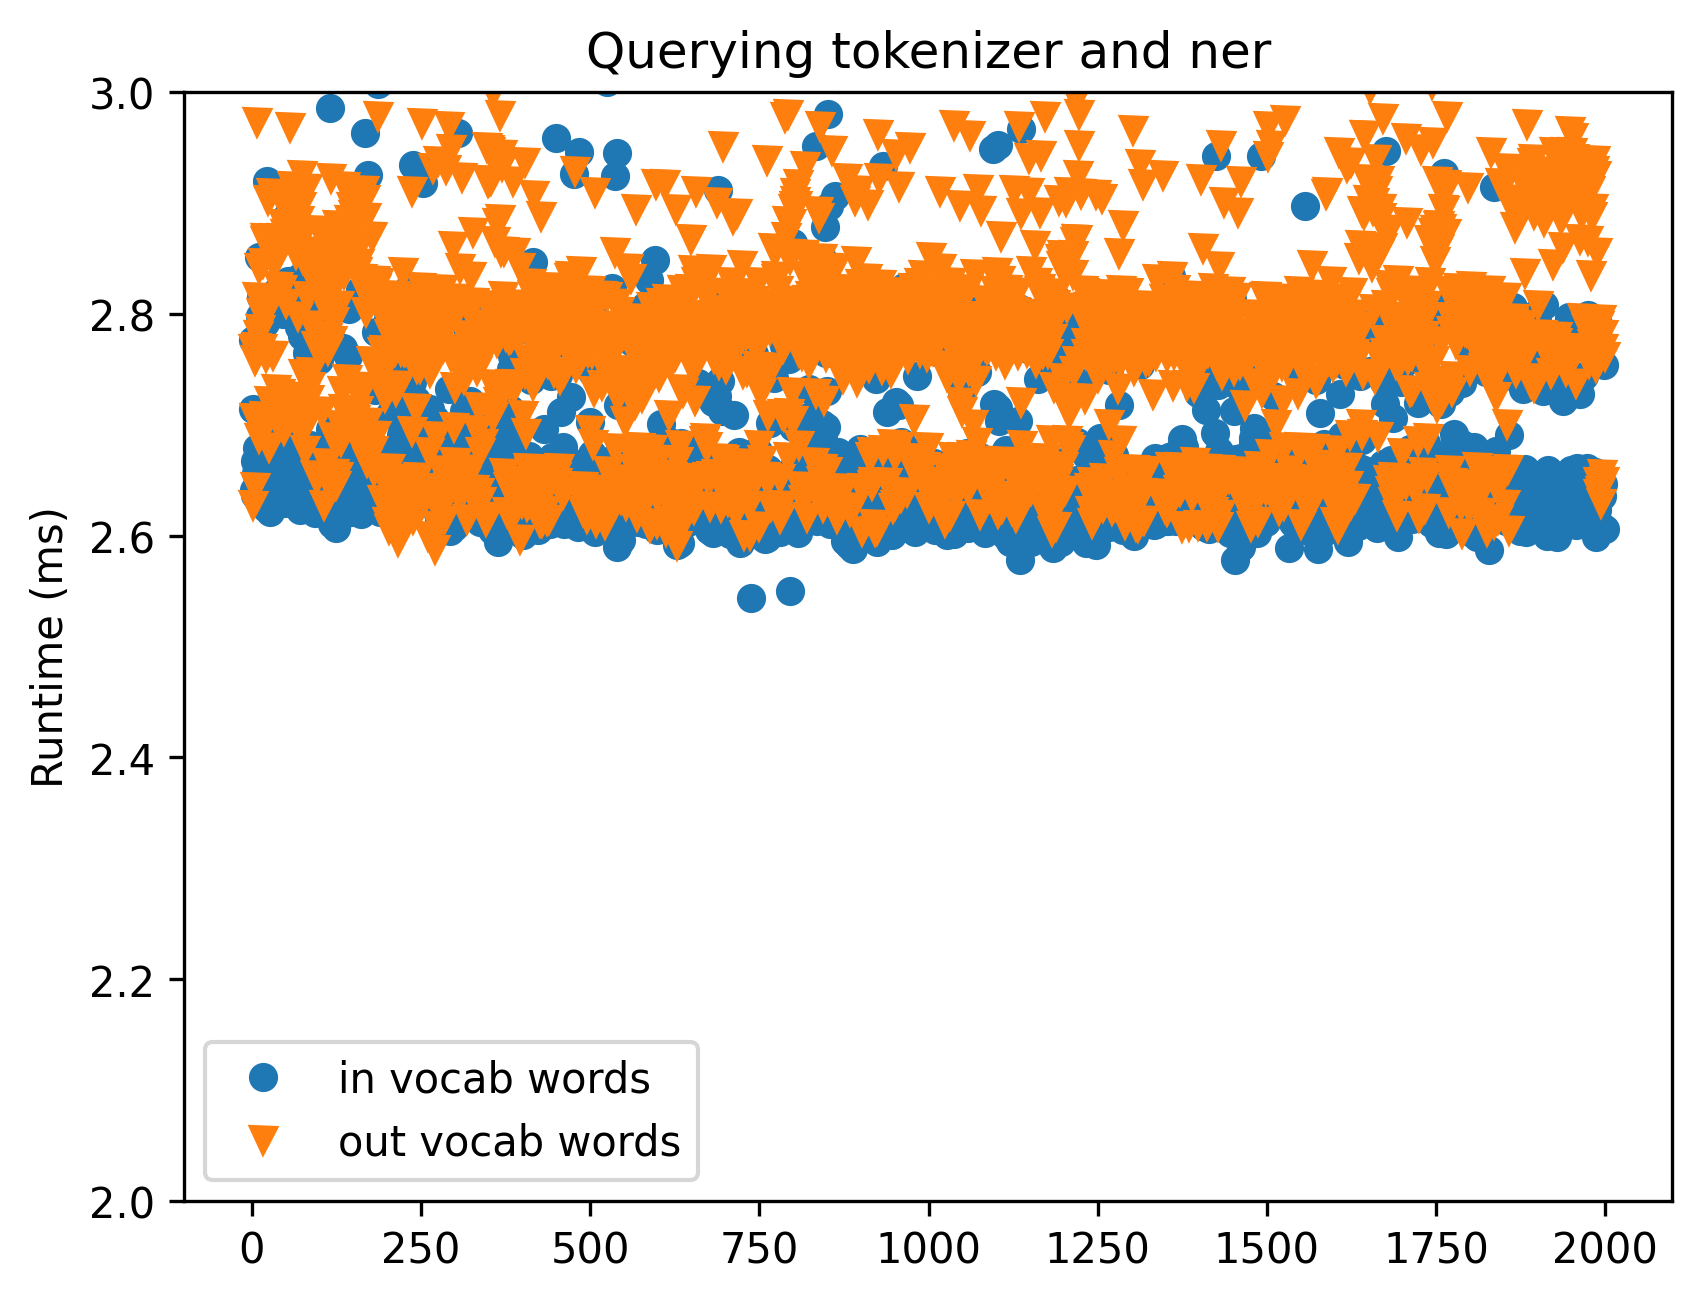 Querying tokenizer and ner
3.0
2.8
2.6
2.4
2.2
2.0
Runtime (ms)
in vocab words
out vocab words
0 250 500 750 1000 1250 1500 1750 2000